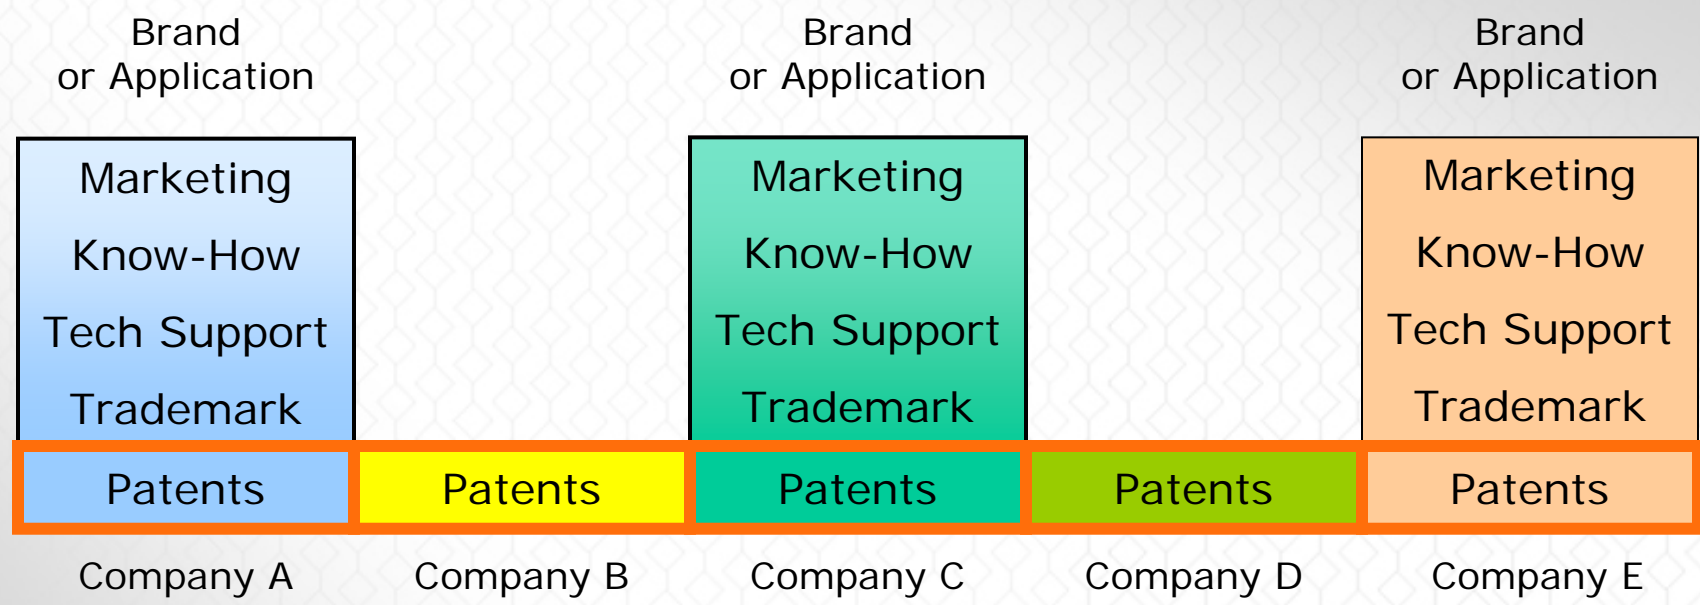 Brand
or Application
Brand
or Application
Brand
or Application
Marketing
Know-How
Tech Support
Trademark
Marketing
Know-How
Tech Support
Trademark
Marketing
Know-How
Tech Support
Trademark
Patents
Patents
Patents
Patents
Patents
Company A
Company B
Company C
Company D
Company E